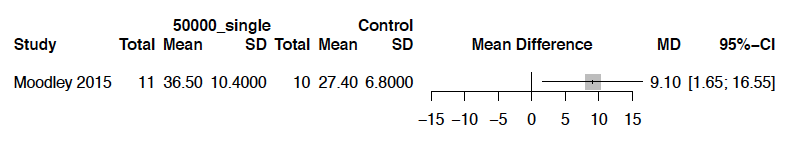 50000_single Control
Study Total Mean SD Total Mean SD Mean Difference MD 95%−CI
Moodley 2015 11 36.50 10.4000 10 27.40 6.8000 9.10 [1.65; 16.55]
−15 −10 −5 0 5 10 15